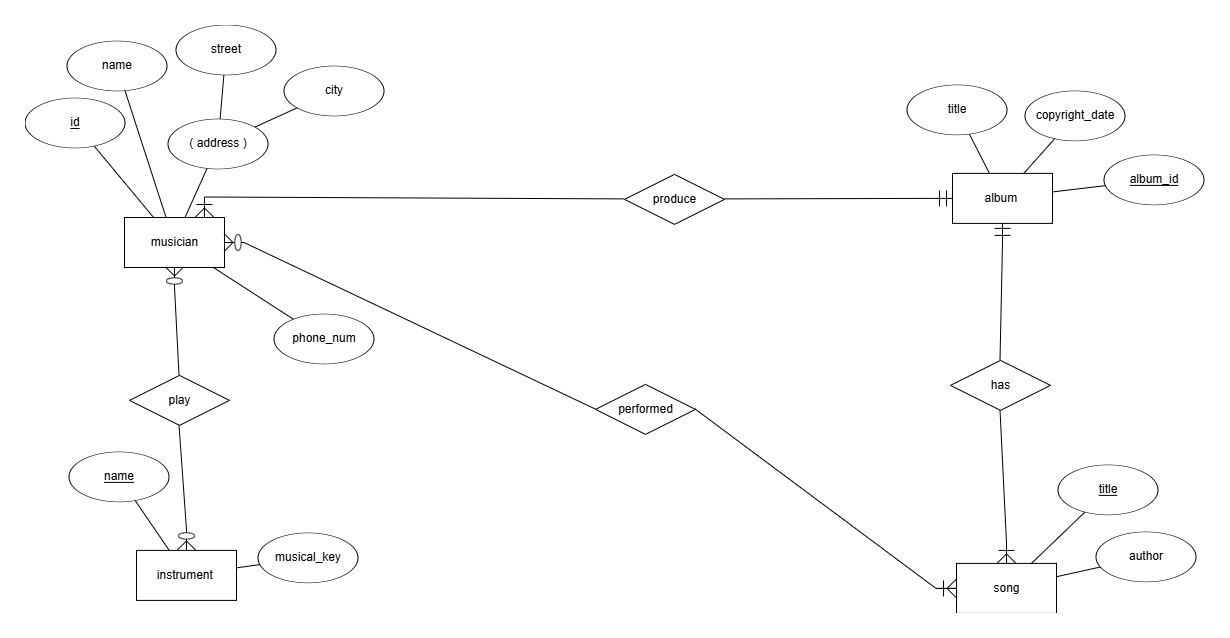 street
name
city
id
( address )
title
copyright_date
album_id
produce
album
musician
phone_num
has
play
performed
name
title
musical_key
author
instrument
song